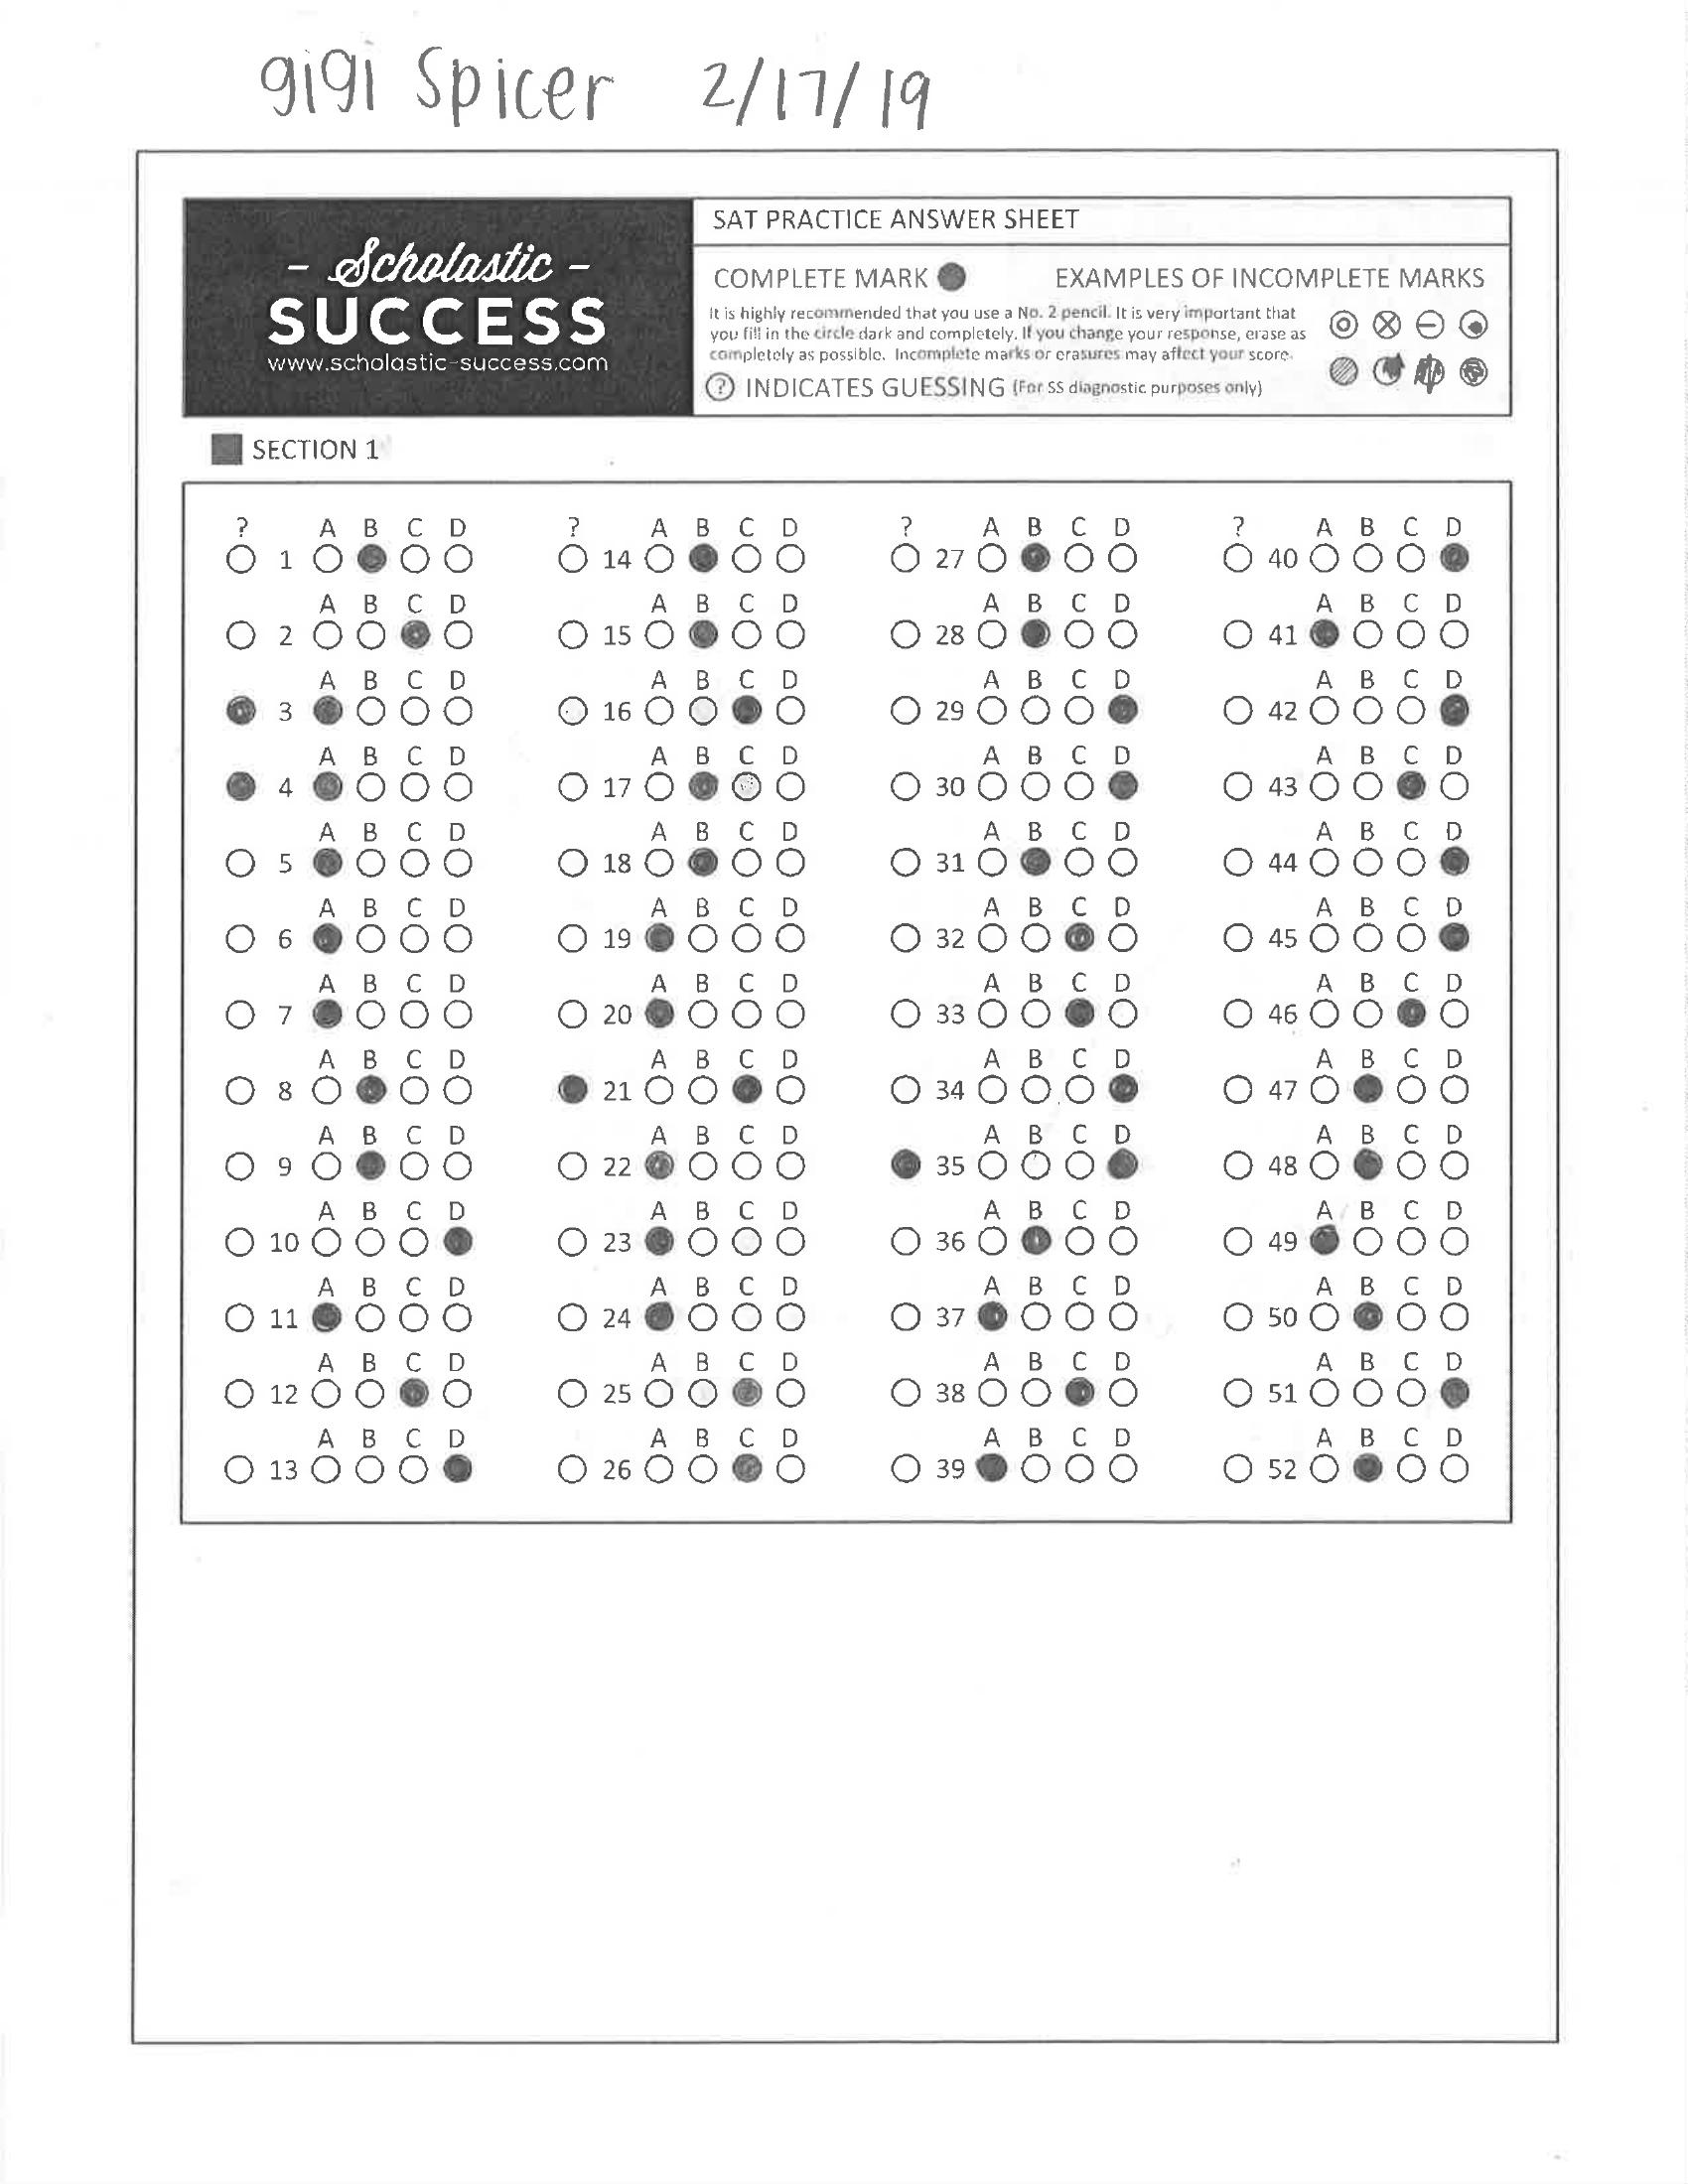 gigi Spicer 2/17/19
- Scholastic -
SUCCESS
www.scholastic-success.com
SAT PRACTICE ANSWER SHEET
COMPLETE MARK EXAMPLES OF INCOMPLETE MARKS
It is highly recommended that you use a No. 2 pencil. It is very important that
you fill in the circle dark and completely. If you change your response, erase as
completely as possible. Incomplete marks or erasures may affect your score.
? INDICATES GUESSING (For SS diagnostic purposes only)
SECTION 1
? A B C D ? A B C D ? A B C D ? A B C D
1 14 27 40
A B C D A B C D A B C D A B C D
2 15 28 41
A B C D A B C D A B C D A B C D
3 16 29 42
A B C D A B C D A B C D A B C D
4 17 30 43
A B C D A B C D A B C D A B C D
5 18 31 44
A B C D A B C D A B C D A B C D
6 19 32 45
A B C D A B C D A B C D A B C D
7 20 33 46
A B C D A B C D A B C D A B C D
8 21 34 47
A B C D A B C D A B C D A B C D
9 22 35 48
A B C D A B C D A B C D A B C D
10 23 36 49
A B C D A B C D A B C D A B C D
11 24 37 50
A B C D A B C D A B C D A B C D
12 25 38 51
A B C D A B C D A B C D A B C D
13 26 39 52